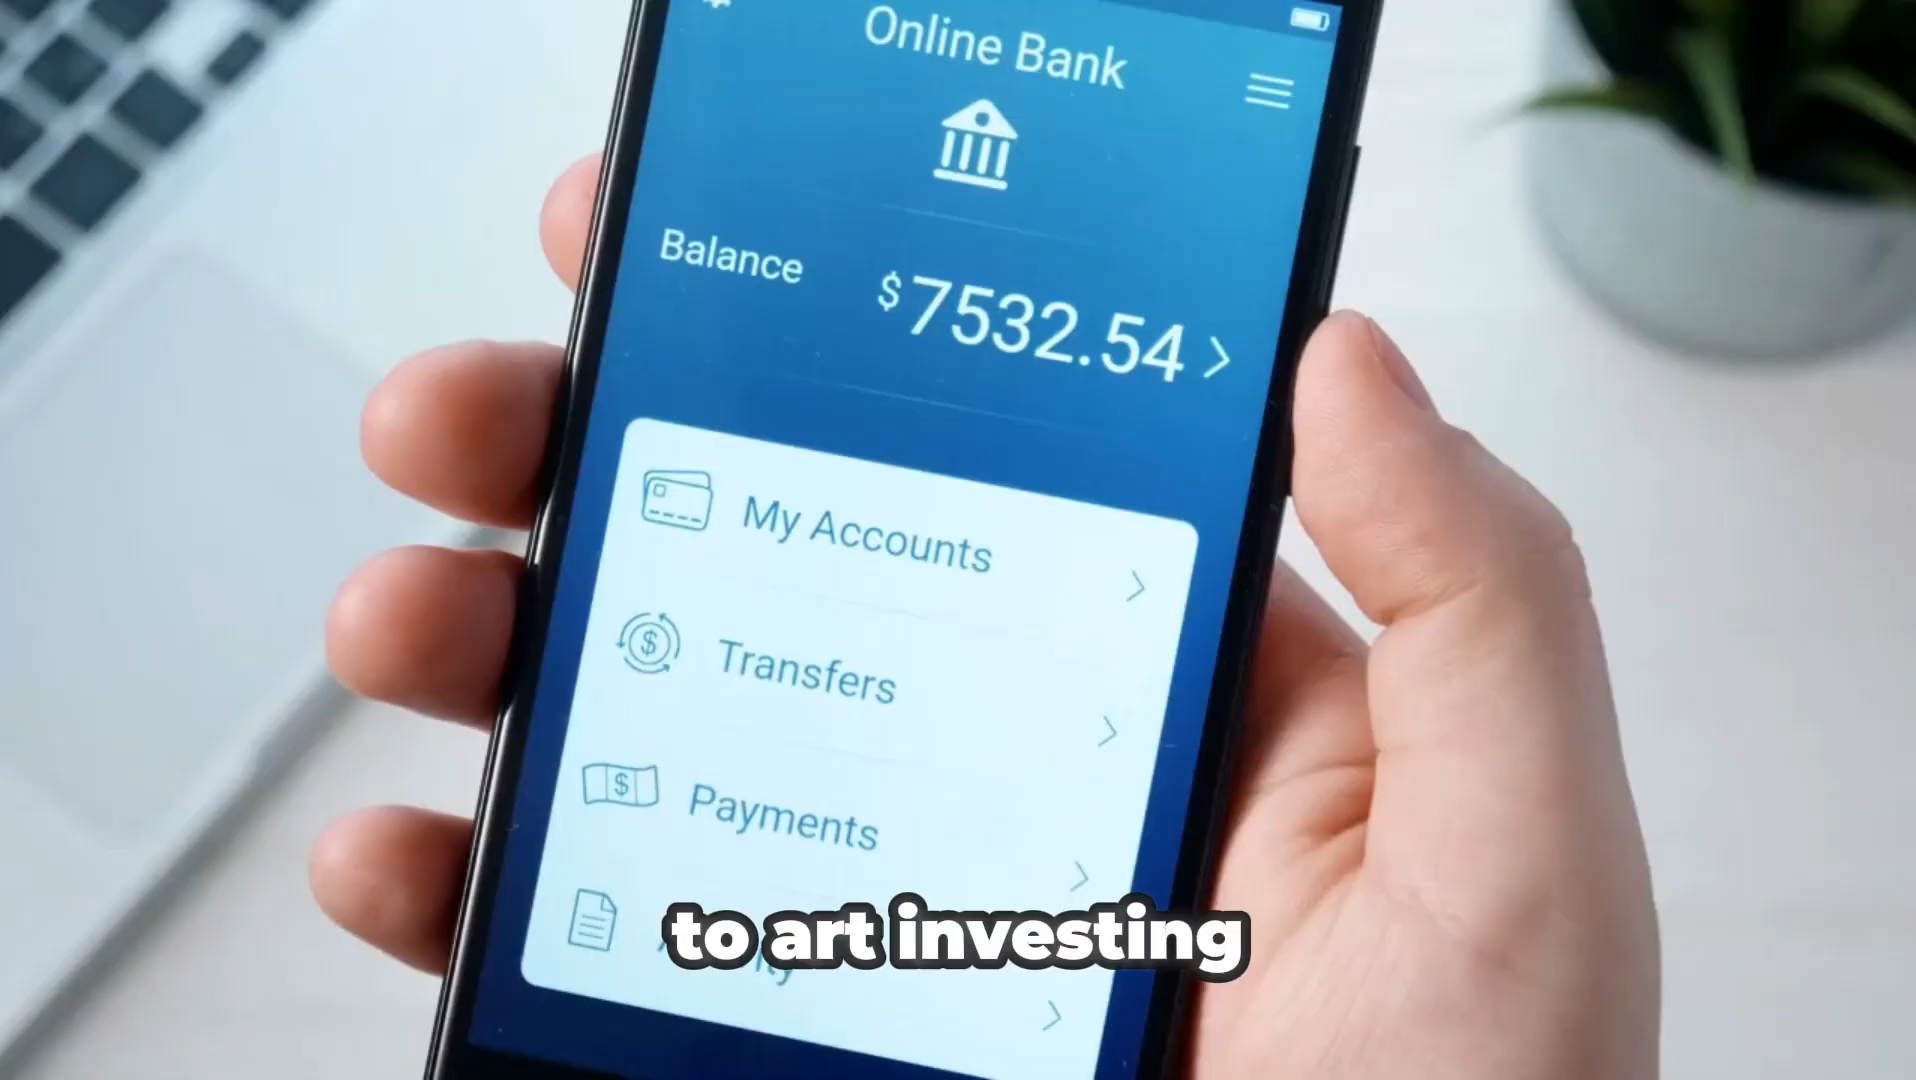 Online Bank
Balance $7532.54
My Accounts
Transfers
Payments
to art investing